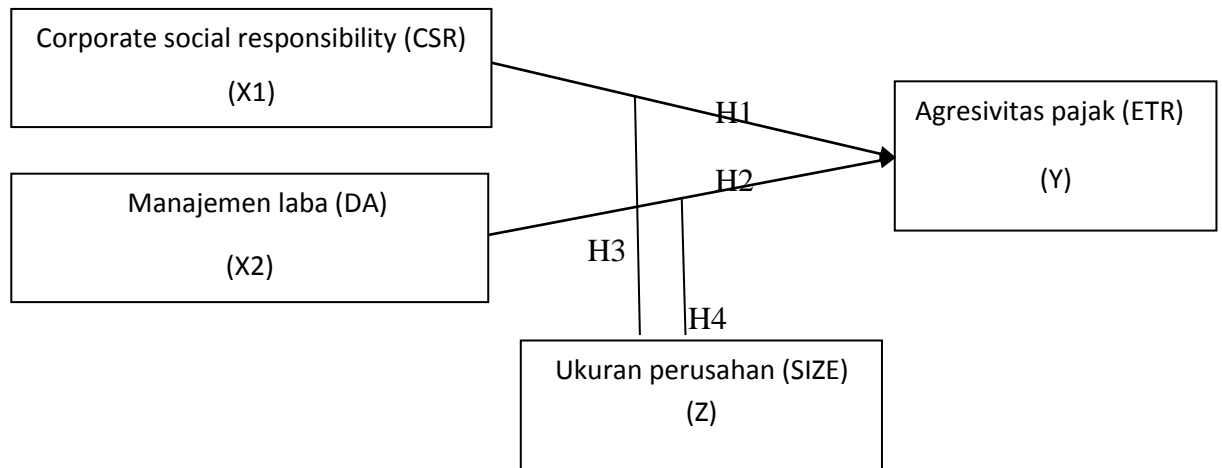 Corporate social responsibility (CSR)
(X1)
Manajemen laba (DA)
(X2)
H1
H2
H3
H4
Agresivitas pajak (ETR)
(Y)
Ukuran perusahan (SIZE)
(Z)